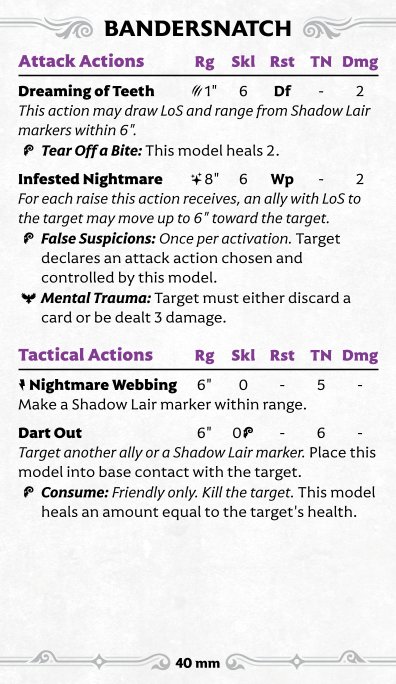 BANDERSNATCH
Attack Actions Rg Skl Rst TN Dmg
Dreaming of Teeth 1" 6 Df - 2
This action may draw LoS and range from Shadow Lair
markers within 6".
Tear Off a Bite: This model heals 2.
Infested Nightmare 8" 6 Wp - 2
For each raise this action receives, an ally with LoS to
the target may move up to 6" toward the target.
False Suspicions: Once per activation. Target
declares an attack action chosen and
controlled by this model.
Mental Trauma: Target must either discard a
card or be dealt 3 damage.
Tactical Actions Rg Skl Rst TN Dmg
Nightmare Webbing 6" 0 - 5 -
Make a Shadow Lair marker within range.
Dart Out 6" 0 - 6 -
Target another ally or a Shadow Lair marker. Place this
model into base contact with the target.
Consume: Friendly only. Kill the target. This model
heals an amount equal to the target's health.
40 mm